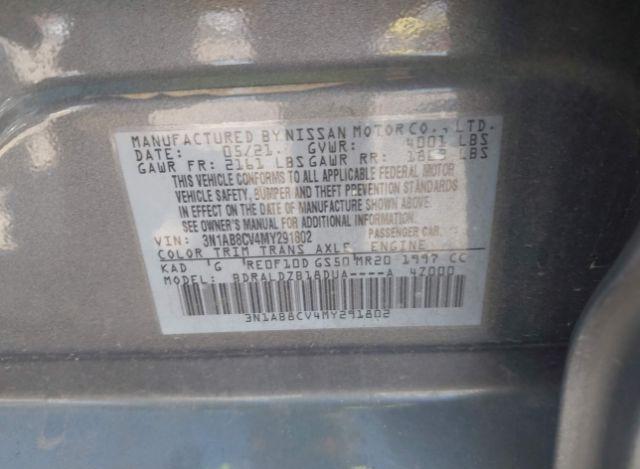 MANUFACTURED BY NISSAN MOTOR CO., LTD.
DATE: 05/21 GVWR: 4001 LBS
GAWR FR: 2161 LBS GAWR RR: LBS
THIS VEHICLE CONFORMS TO ALL APPLICABLE FEDERAL MOTOR
VEHICLE SAFETY, BUMPER AND THEFT PREVENTION STANDARDS
IN EFFECT ON THE DATE OF MANUFACTURE SHOWN ABOVE.
SEE OWNER'S MANUAL FOR ADDITIONAL INFORMATION
VIN: 3N1AB8CV4MY291802 PASSENGER CAR
COLOR TRIM TRANS AXLE ENGINE
KAD G RE0F10D GS50 MR20 1997 CC
BDRALDZB18DUA----A 47000
3N1AB8CV4MY291802